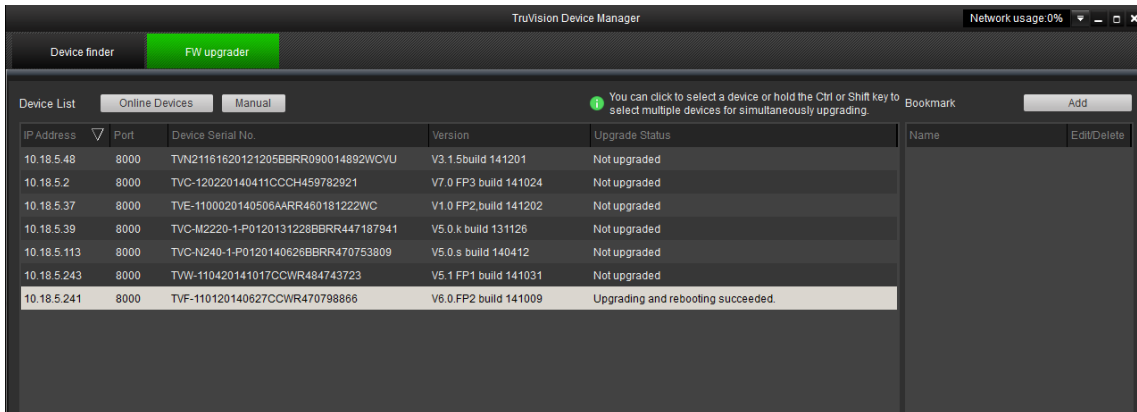 TruVision Device Manager
Network usage:0%
Device finder
FW upgrader
Device List
Online Devices
Manual
You can click to select a device or hold the Ctrl or Shift key to
select multiple devices for simultaneously upgrading.
Bookmark
Add
IP Address Port Device Serial No. Version Upgrade Status
Name Edit/Delete
10.18.5.48 8000 TVN21161620121205BBRR090014892WCVU V3.1.5build 141201 Not upgraded
10.18.5.2 8000 TVC-120220140411CCCH459782921 V7.0 FP3 build 141024 Not upgraded
10.18.5.37 8000 TVE-1100020140506AARR460181222WC V1.0 FP2,build 141202 Not upgraded
10.18.5.39 8000 TVC-M2220-1-P0120131228BBRR447187941 V5.0.k build 131126 Not upgraded
10.18.5.113 8000 TVC-N240-1-P0120140626BBRR470753809 V5.0.s build 140412 Not upgraded
10.18.5.243 8000 TVW-110420141017CCWR484743723 V5.1 FP1 build 141031 Not upgraded
10.18.5.241 8000 TVF-110120140627CCWR470798866 V6.0.FP2 build 141009 Upgrading and rebooting succeeded.